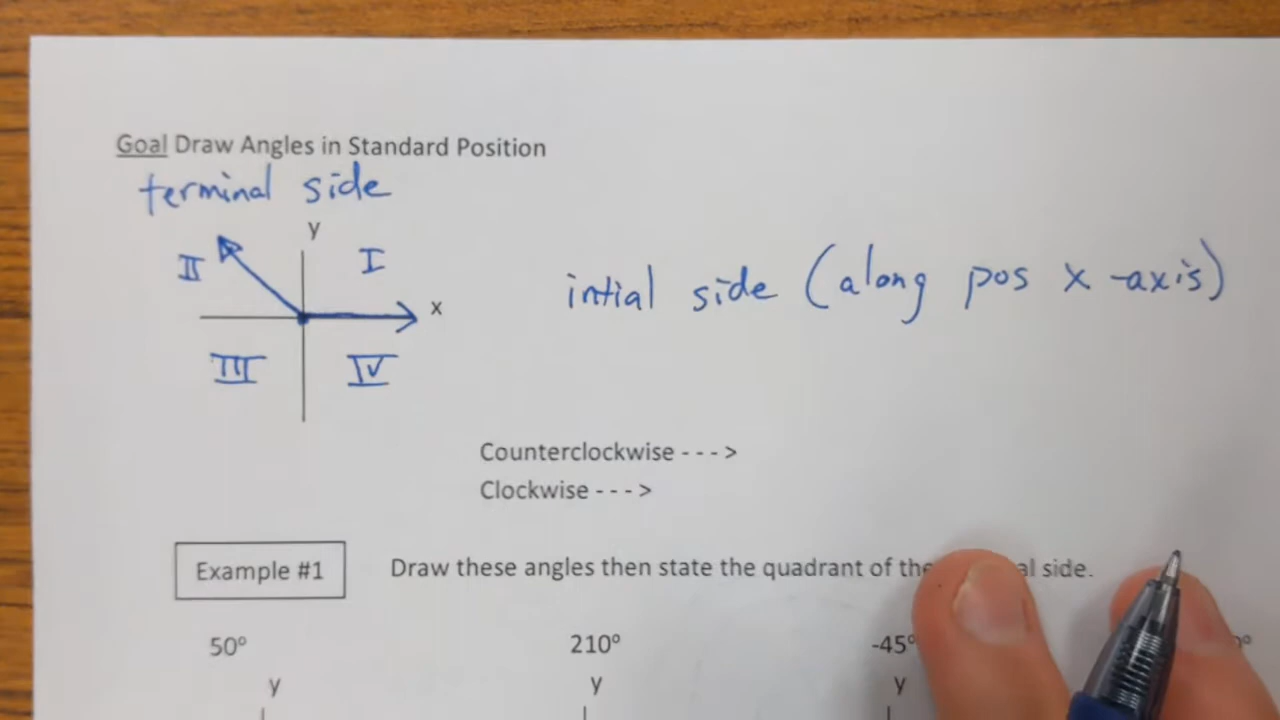 Goal Draw Angles in Standard Position
terminal side
y
II I
intial side (along pos x-axis)
x
III IV
Counterclockwise - - - >
Clockwise - - - >
Example #1 Draw these angles then state the quadrant of the side.
50° 210° -45°
y y y